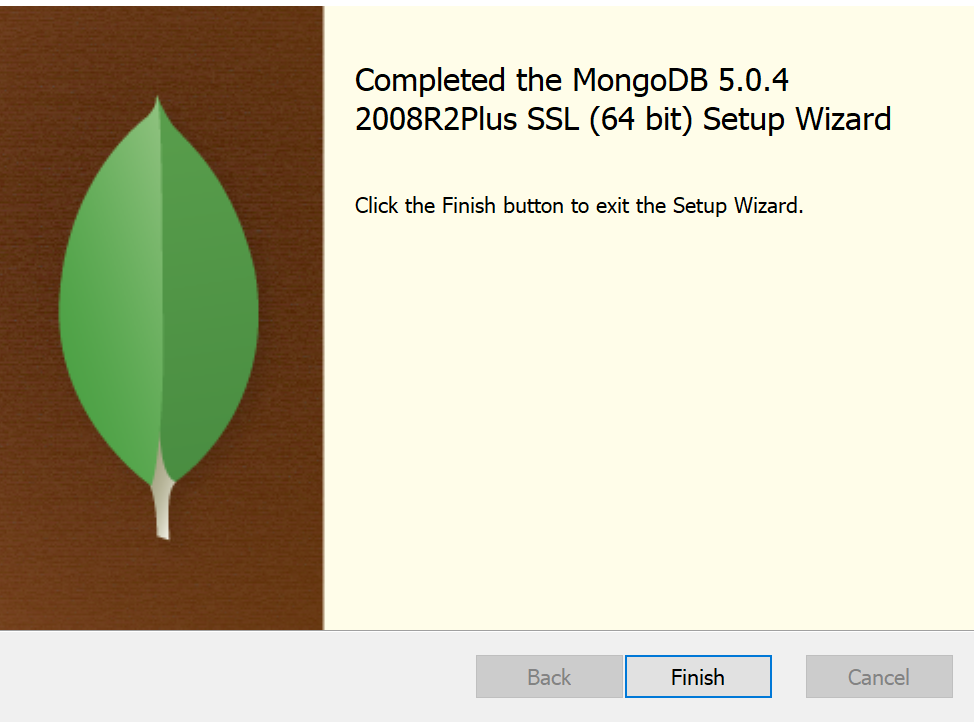 Completed the MongoDB 5.0.4
2008R2Plus SSL (64 bit) Setup Wizard
Click the Finish button to exit the Setup Wizard.
Back
Finish
Cancel